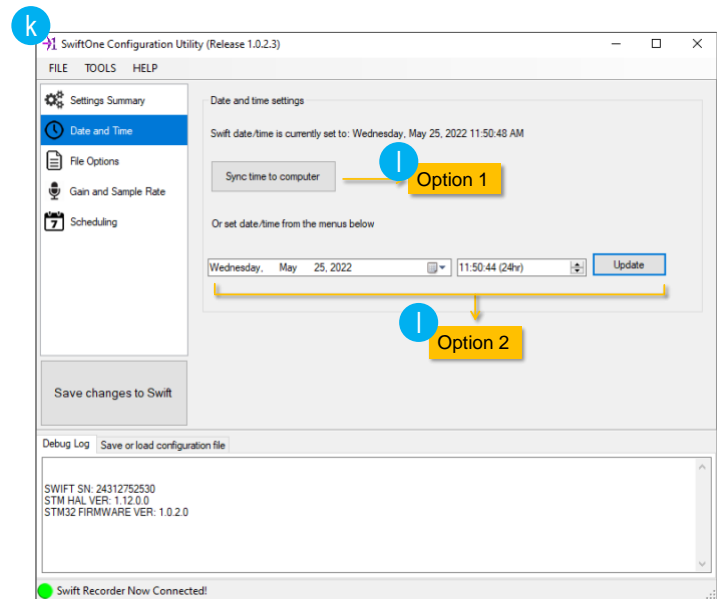 k
SwiftOne Configuration Utility (Release 1.0.2.3)
FILE TOOLS HELP
Settings Summary
Date and Time
File Options
Gain and Sample Rate
7 Scheduling
Date and time settings
Swift date/time is currently set to: Wednesday, May 25, 2022 11:50:48 AM
Sync time to computer
l
Option 1
Or set date/time from the menus below
Wednesday, May 25, 2022 11:50:44 (24hr) Update
l
Option 2
Save changes to Swift
Debug Log Save or load configuration file
SWIFT SN: 24312752530
STM HAL VER: 1.12.0.0
STM32 FIRMWARE VER: 1.0.2.0
Swift Recorder Now Connected!